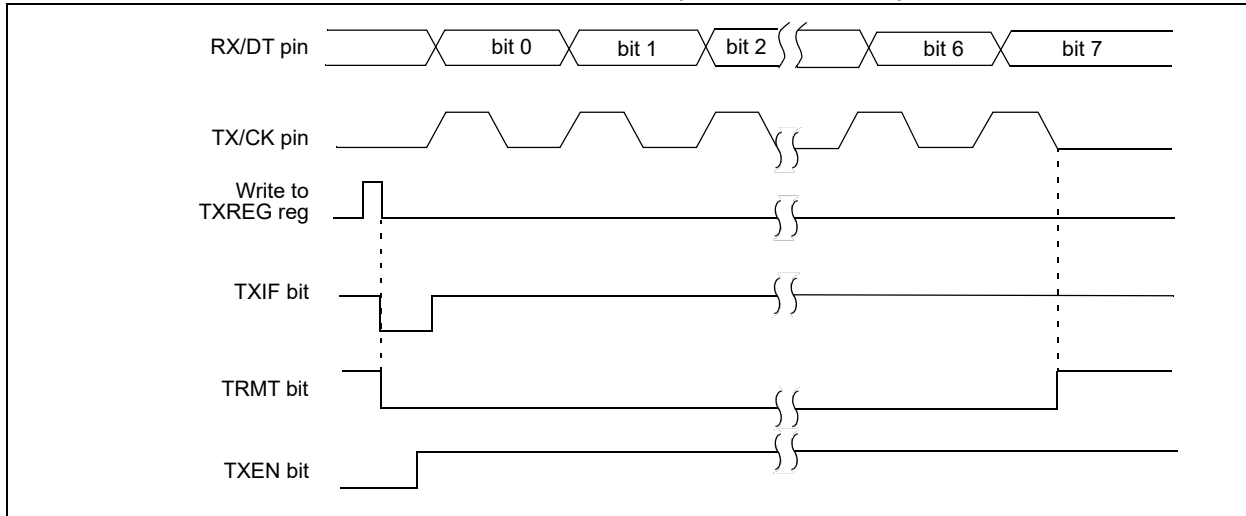 RX/DT pin
bit 0
bit 1
bit 2
bit 6
bit 7
TX/CK pin
Write to
TXREG reg
TXIF bit
TRMT bit
TXEN bit